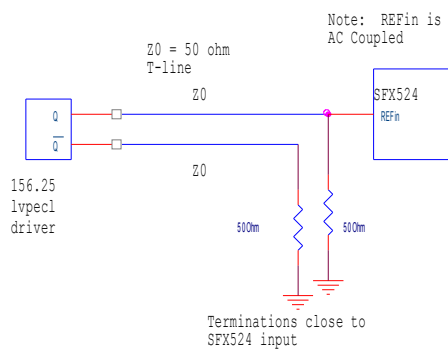 Note: REFin is
AC Coupled
Z0 = 50 ohm
T-line
Z0
SFX524
Q
REFin
Q
Z0
156.25
lvpecl
driver
50Ohm
50Ohm
Terminations close to
SFX524 input